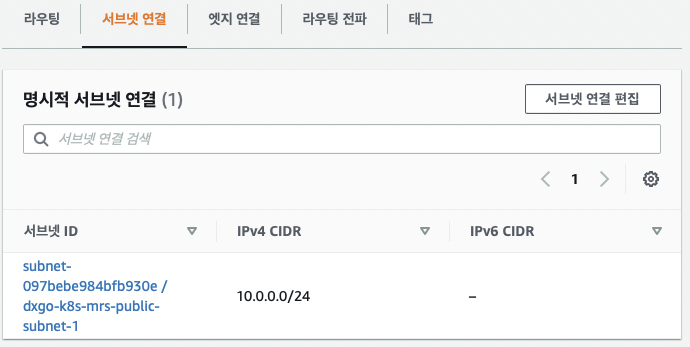 라우팅 서브넷 연결 엣지 연결 라우팅 전파 태그
명시적 서브넷 연결 (1) 서브넷 연결 편집
서브넷 연결 검색
1
서브넷 ID IPv4 CIDR IPv6 CIDR
subnet-
097bebe984bfb930e /
dxgo-k8s-mrs-public- 10.0.0.0/24 –
subnet-1